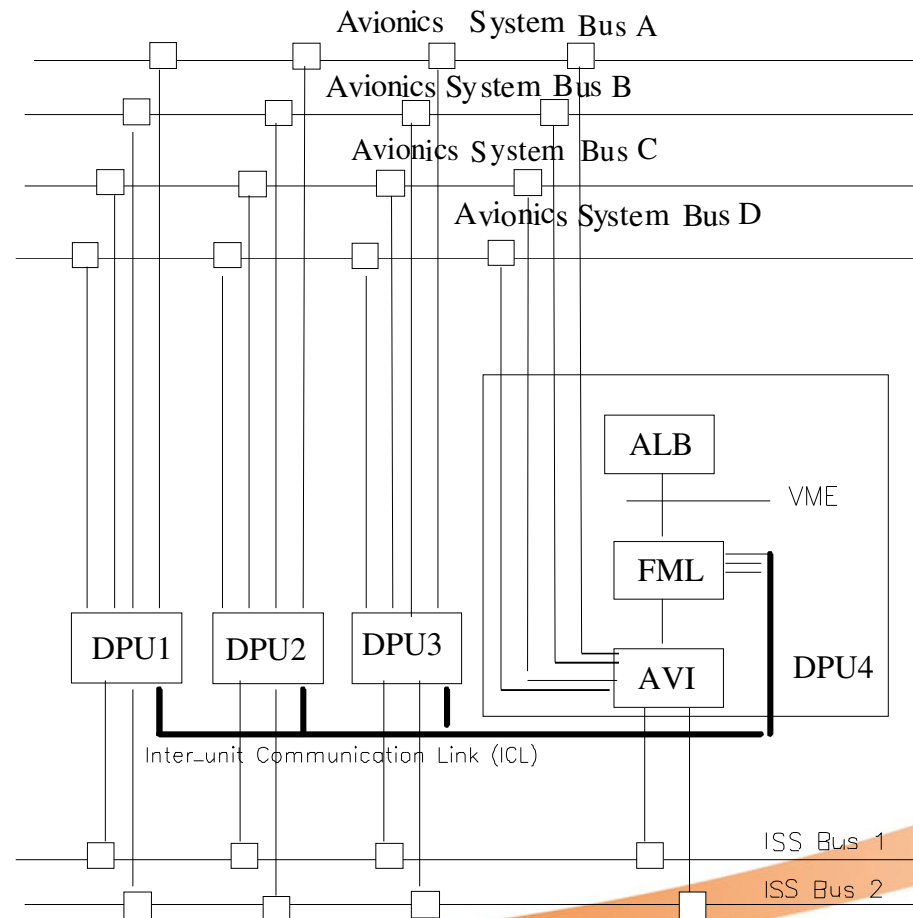 Avionics System Bus A
Avionics System Bus B
Avionics System Bus C
Avionics System Bus D
ALB
VME
FML
DPU1
DPU2
DPU3
AVI
DPU4
Inter_unit Communication Link (ICL)
ISS Bus 1
ISS Bus 2